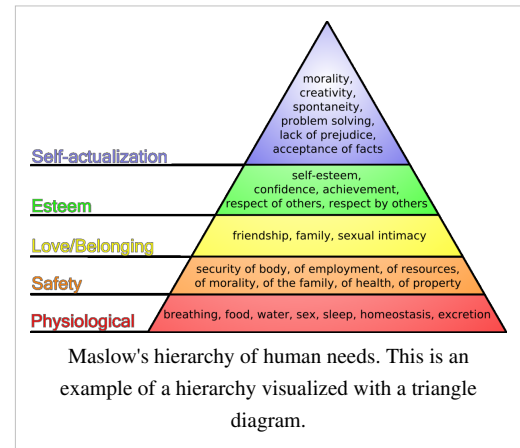 morality,
creativity,
spontaneity,
problem solving,
lack of prejudice,
acceptance of facts
Self-actualization
self-esteem,
confidence, achievement,
respect of others, respect by others
Esteem
friendship, family, sexual intimacy
Love/Belonging
security of body, of employment, of resources,
of morality, of the family, of health, of property
Safety
breathing, food, water, sex, sleep, homeostasis, excretion
Physiological
Maslow's hierarchy of human needs. This is an
example of a hierarchy visualized with a triangle
diagram.